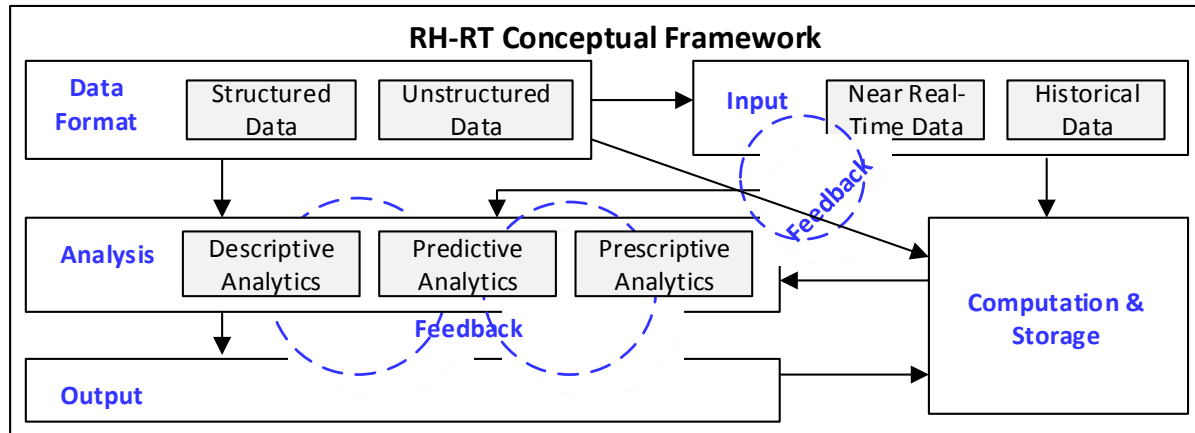 RH-RT Conceptual Framework
Data
Format
Structured
Data
Unstructured
Data
Input
Near Real-
Time Data
Historical
Data
Feedback
Analysis
Descriptive
Analytics
Predictive
Analytics
Prescriptive
Analytics
Feedback
Computation &
Storage
Output